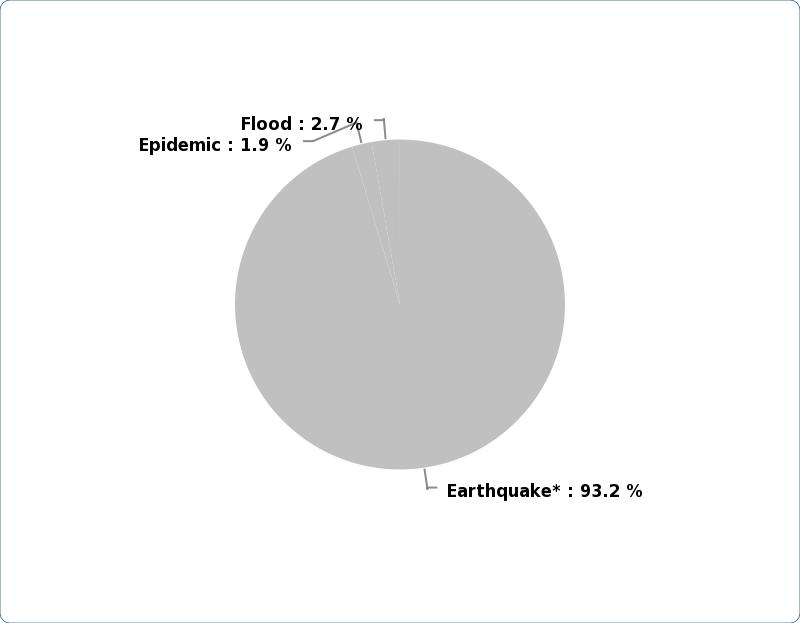 Flood : 2.7 %
Epidemic : 1.9 %
Earthquake* : 93.2 %